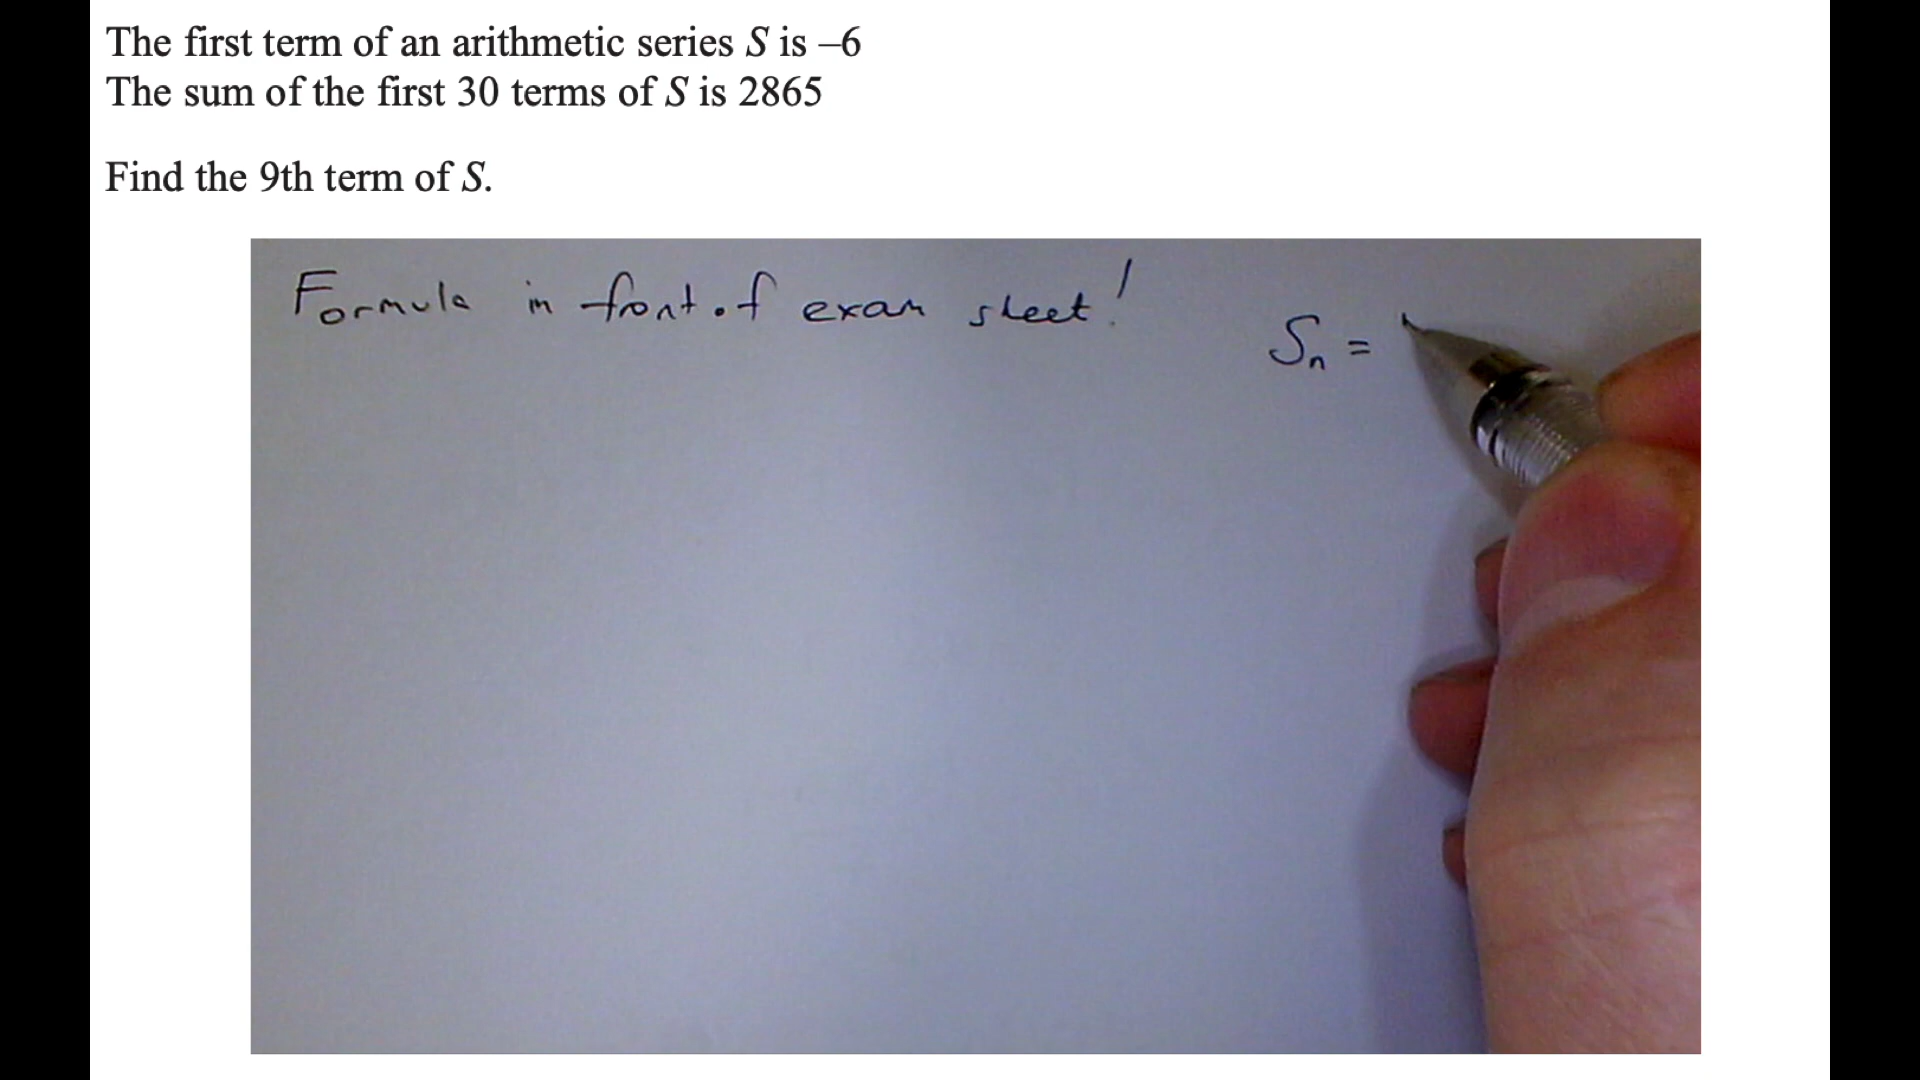 The first term of an arithmetic series S is –6
The sum of the first 30 terms of S is 2865
Find the 9th term of S.
Formula in front of exam sheet!
Sₙ =